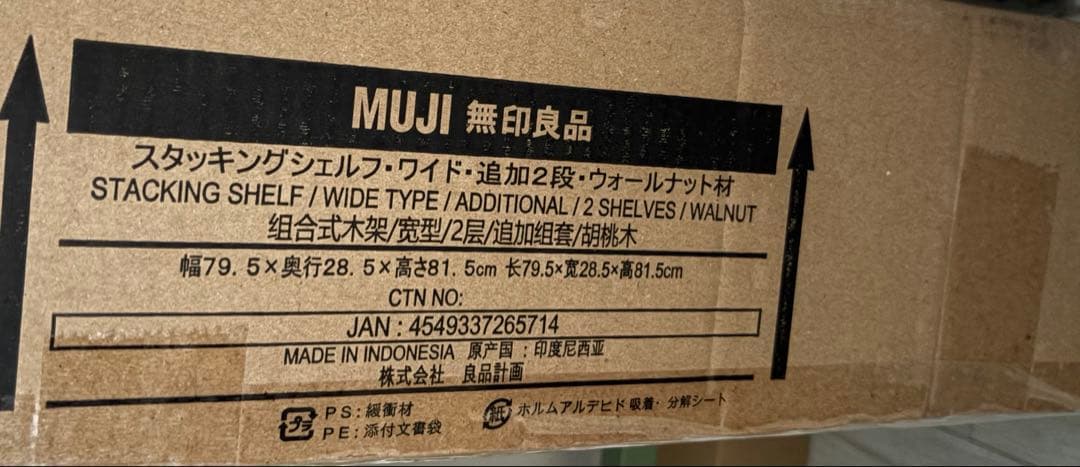 MUJI 無印良品
スタッキングシェルフ・ワイド・追加2段・ウォールナット材
STACKING SHELF / WIDE TYPE / ADDITIONAL / 2 SHELVES / WALNUT
组合式木架/宽型/2层/追加组套/胡桃木
幅79.5×奥行28.5×高さ81.5cm 长79.5×宽28.5×高81.5cm
CTN NO:
JAN : 4549337265714
MADE IN INDONESIA 原产国 : 印度尼西亚
株式会社 良品計画
プラ PS : 緩衝材
PE : 添付文書袋
紙 ホルムアルデヒド 吸着・分解シート